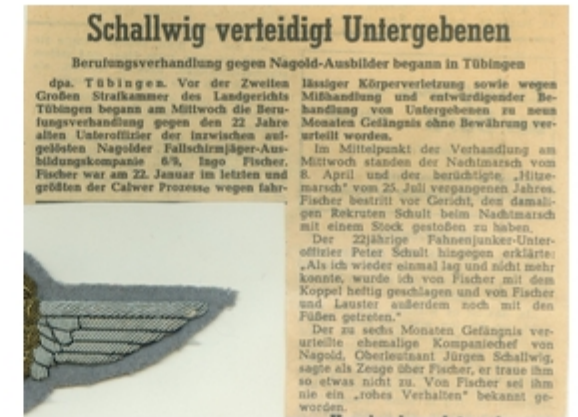 Schallwig verteidigt Untergebenen
Berufungsverhandlung gegen Nagold-Ausbilder begann in Tübingen
dpa. Tübingen. Vor der Zweiten
Großen Strafkammer des Landgerichts
Tübingen begann am Mittwoch die Beru-
fungsverhandlung gegen den 22 Jahre
alten Unteroffizier der inzwischen auf-
gelösten Nagolder Fallschirmjäger-Aus-
bildungskompanie 6/9, Ingo Fischer.
Fischer war am 22. Januar im letzten und
größten der Calwer Prozesse wegen fahr-
lässiger Körperverletzung sowie wegen
Mißhandlung und entwürdigender Be-
handlung von Untergebenen zu neun
Monaten Gefängnis ohne Bewährung ver-
urteilt worden.
Im Mittelpunkt der Verhandlung am
Mittwoch standen der Nachtmarsch vom
8. April und der berüchtigte „Hitze-
marsch" vom 25. Juli vergangenen Jahres.
Fischer bestritt vor Gericht, den damali-
gen Rekruten Schult beim Nachtmarsch
mit einem Stock gestoßen zu haben.
Der 22jährige Fahnenjunker-Unter-
offizier Peter Schult hingegen erklärte:
„Als ich wieder einmal lag und nicht mehr
konnte, wurde ich von Fischer mit dem
Koppel heftig geschlagen und von Fischer
und Lauster außerdem noch mit den
Füßen getreten."
Der zu sechs Monaten Gefängnis ver-
urteilte ehemalige Kompaniechef von
Nagold, Oberleutnant Jürgen Schallwig,
sagte als Zeuge über Fischer, er traue ihm
so etwas nicht zu. Von Fischer sei ihm
nie ein „rohes Verhalten" bekannt ge-
worden.